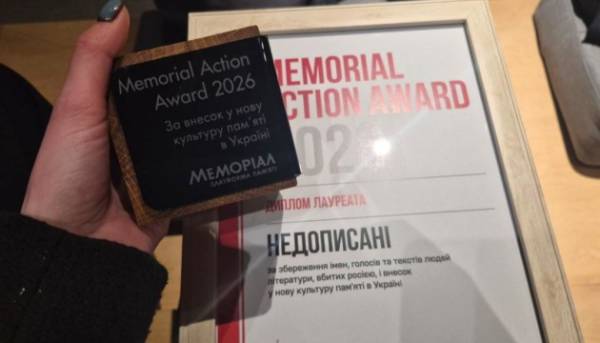 Memorial Action
Award 2026
За внесок у нову
культуру пам'яті
в Україні
МЕМОРІАЛ
ПЛАТФОРМА ПАМ'ЯТІ
MEMORIAL
ACTION AWARD
ДИПЛОМ ЛАУРЕАТА
НЕДОПИСАНІ
за збереження імен, голосів та текстів людей
літератури, вбитих росією, і внесок
у нову культуру пам'яті в Україні